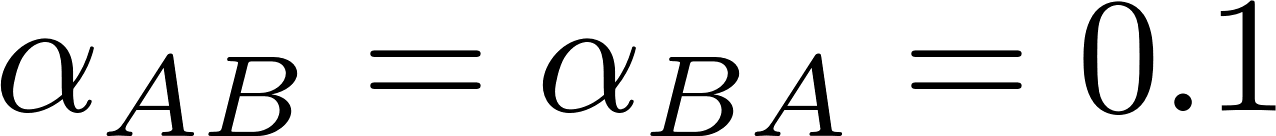 α_{AB} = α_{BA} = 0.1